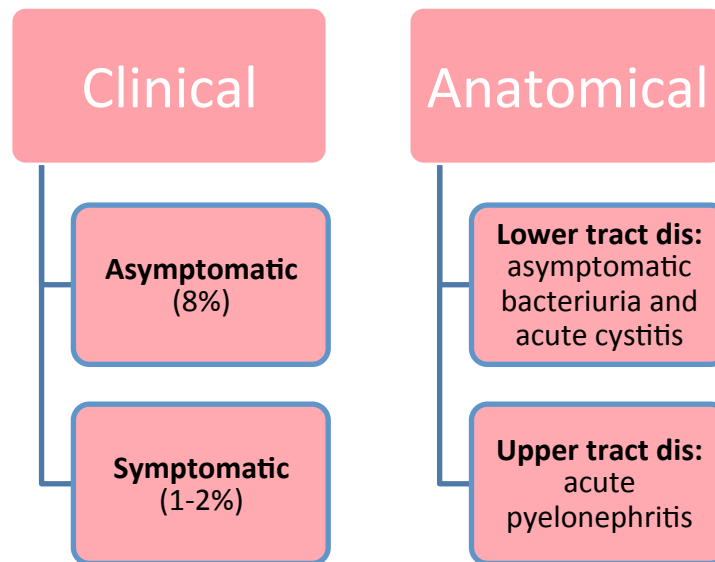 Clinical
Asymptomatic
(8%)
Symptomatic
(1-2%)
Anatomical
Lower tract dis:
asymptomatic
bacteriuria and
acute cystitis
Upper tract dis:
acute
pyelonephritis